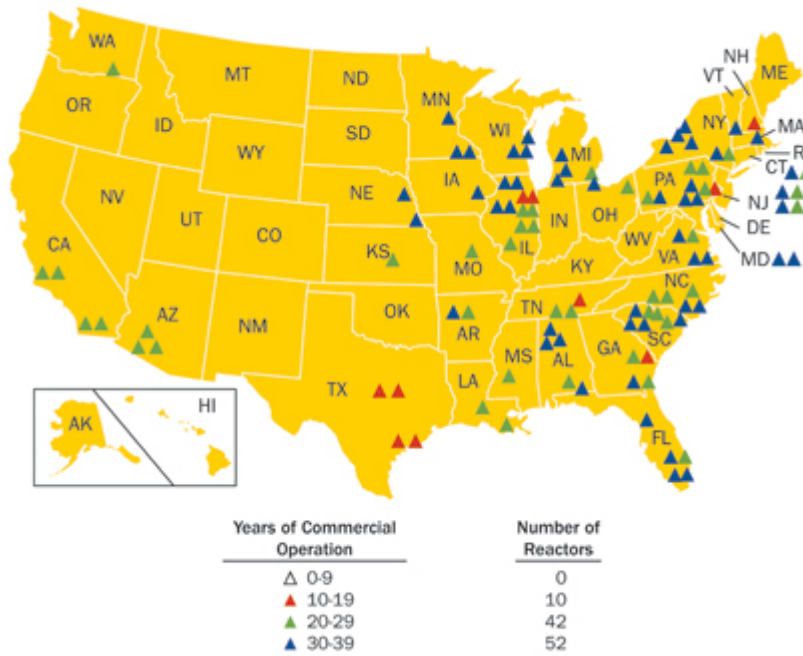 WA
MT
ND
MN
OR
ID
SD
WI
WY
NV
UT
CO
NE
IA
MI
CA
KS
MO
IL
IN
OH
KY
WV
VA
PA
NY
VT
NH
ME
MA
R
CT
NJ
DE
MD
AZ
NM
OK
AR
TN
NC
SC
MS
AL
GA
TX
LA
FL
AK
HI
Years of Commercial Operation
Number of Reactors
0-9 0
10-19 10
20-29 42
30-39 52